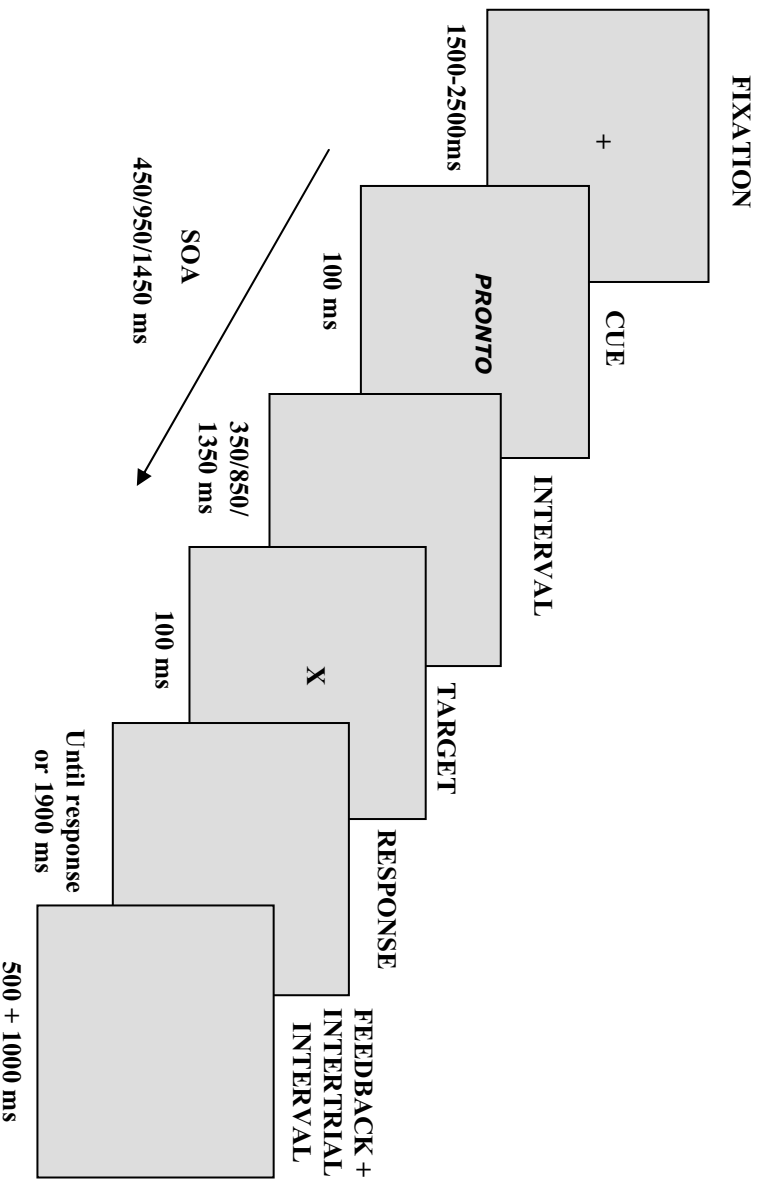 FIXATION
+
1500-2500ms
CUE
PRONTO
100 ms
INTERVAL
350/850/
1350 ms
TARGET
X
100 ms
RESPONSE
Until response
or 1900 ms
FEEDBACK +
INTERTRIAL
INTERVAL
500 + 1000 ms
SOA
450/950/1450 ms